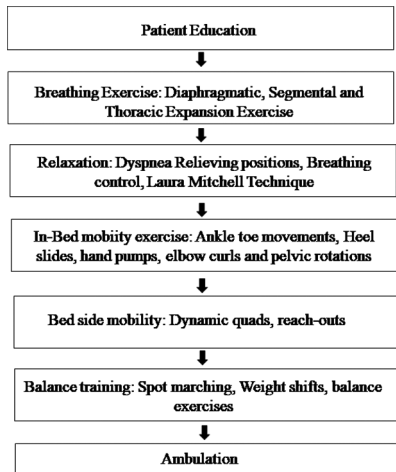 Patient Education
Breathing Exercise: Diaphragmatic, Segmental and
Thoracic Expansion Exercise
Relaxation: Dyspnea Relieving positions, Breathing
control, Laura Mitchell Technique
In-Bed mobiity exercise: Ankle toe movements, Heel
slides, hand pumps, elbow curls and pelvic rotations
Bed side mobility: Dynamic quads, reach-outs
Balance training: Spot marching, Weight shifts, balance
exercises
Ambulation